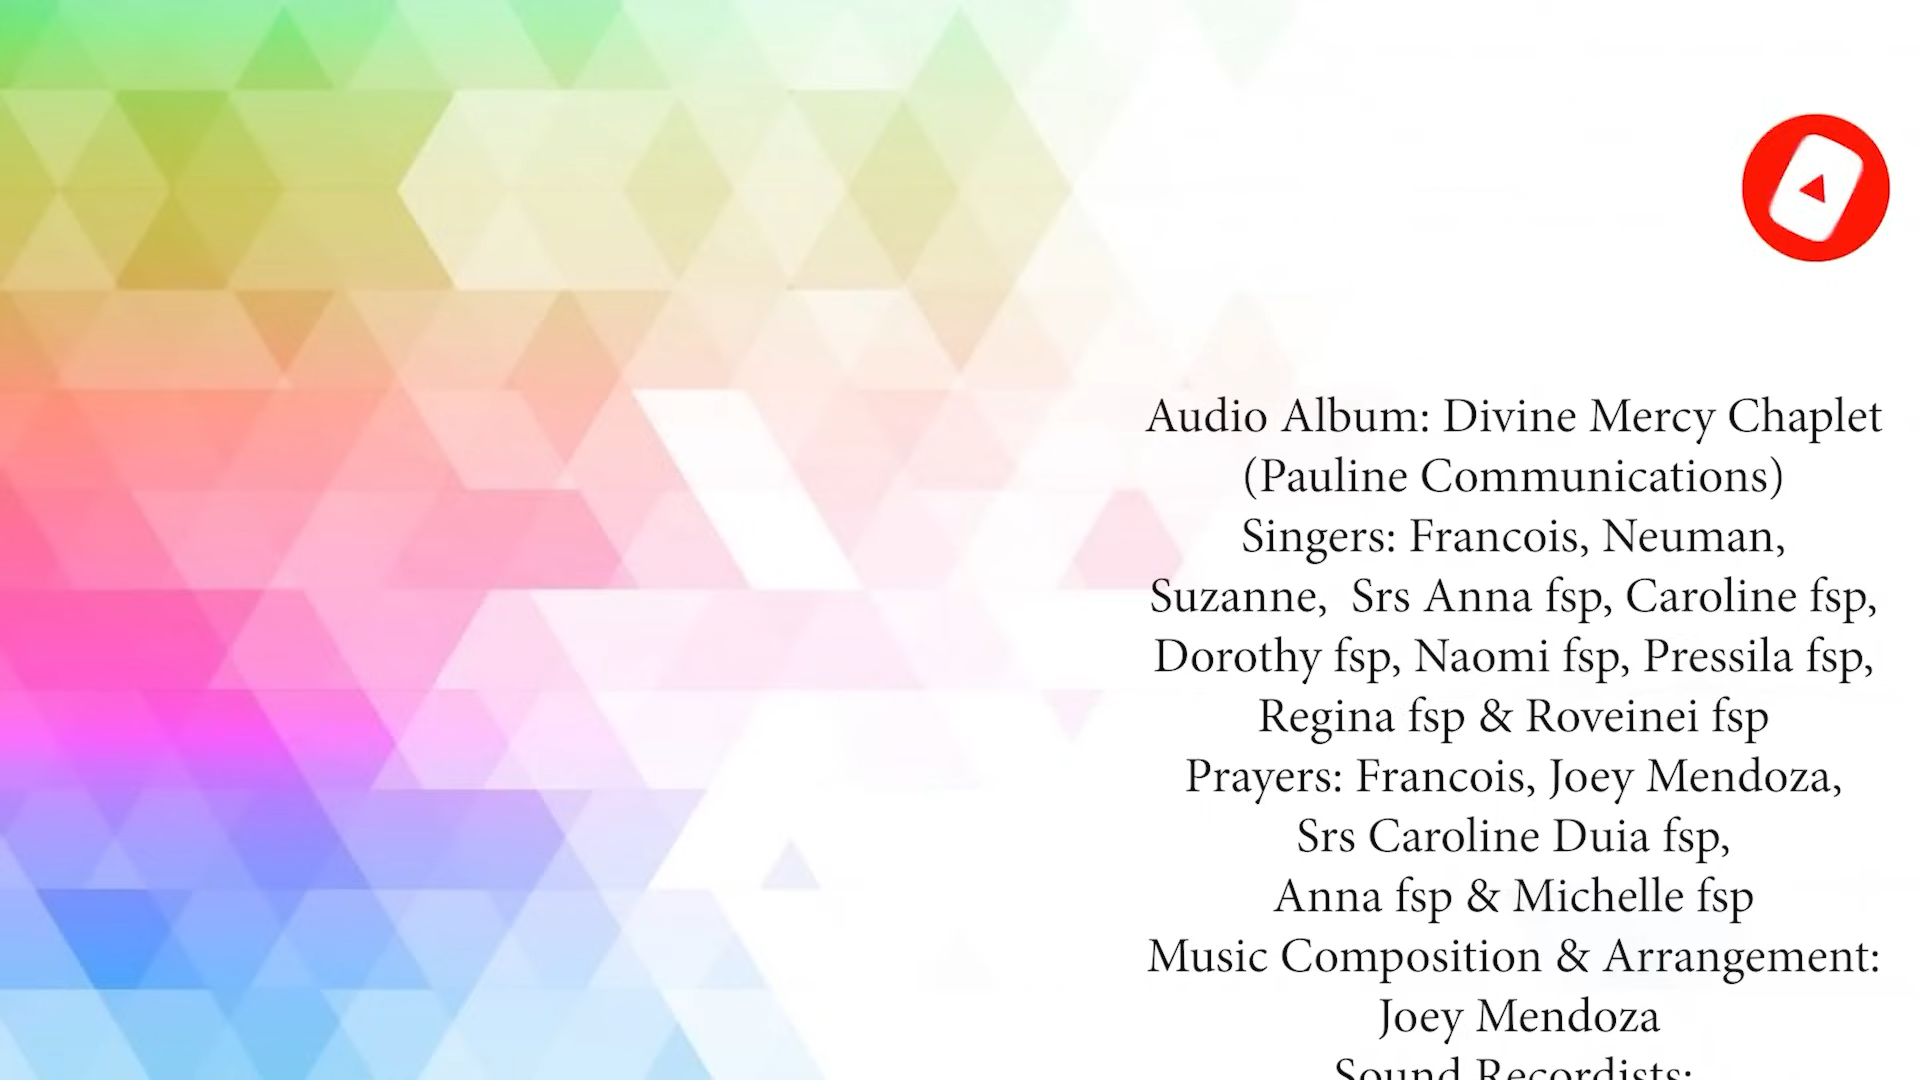 Audio Album: Divine Mercy Chaplet
(Pauline Communications)
Singers: Francois, Neuman,
Suzanne,  Srs Anna fsp, Caroline fsp,
Dorothy fsp, Naomi fsp, Pressila fsp,
Regina fsp & Roveinei fsp
Prayers: Francois, Joey Mendoza,
Srs Caroline Duia fsp,
Anna fsp & Michelle fsp
Music Composition & Arrangement:
Joey Mendoza
Sound Recordists: